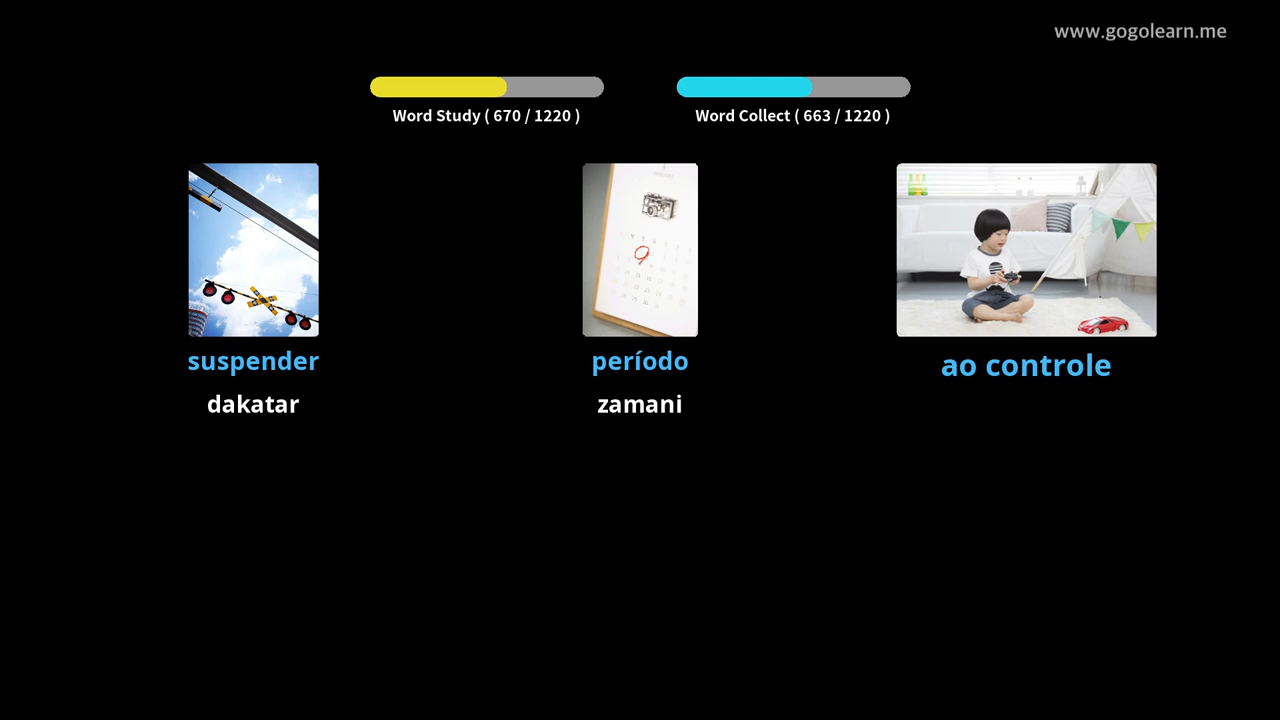 www.gogolearn.me
Word Study ( 670 / 1220 )
Word Collect ( 663 / 1220 )
suspender
período
ao controle
dakatar
zamani